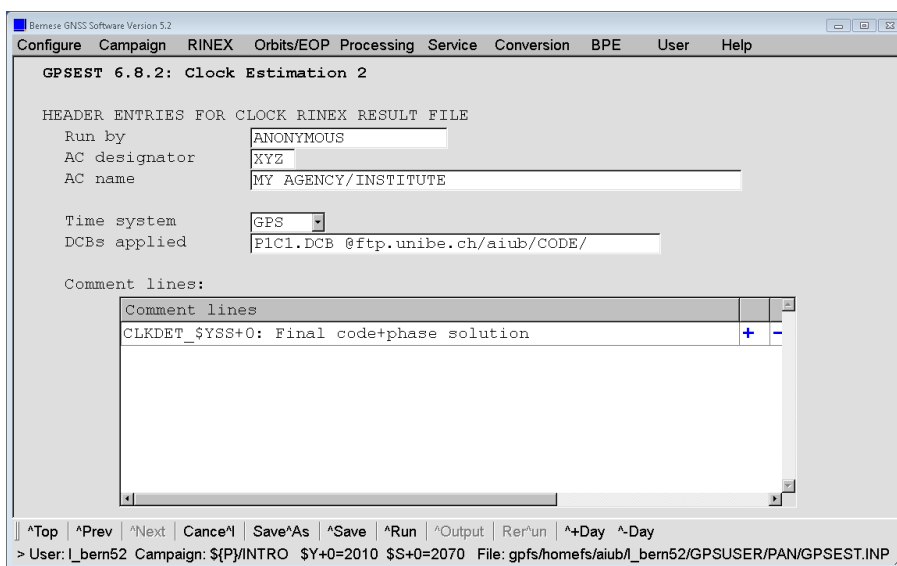 Bernese GNSS Software Version 5.2
Configure Campaign RINEX Orbits/EOP Processing Service Conversion BPE User Help
GPSEST 6.8.2: Clock Estimation 2
HEADER ENTRIES FOR CLOCK RINEX RESULT FILE
Run by ANONYMOUS
AC designator XYZ
AC name MY AGENCY/INSTITUTE
Time system GPS
DCBs applied P1C1.DCB @ftp.unibe.ch/aiub/CODE/
Comment lines:
Comment lines
CLKDET_$YSS+0: Final code+phase solution + -
^Top ^Prev ^Next Cance^l Save^As ^Save ^Run ^Output Rer^un ^+Day ^-Day
> User: l_bern52 Campaign: ${P}/INTRO $Y+0=2010 $S+0=2070 File: gpfs/homefs/aiub/l_bern52/GPSUSER/PAN/GPSEST.INP